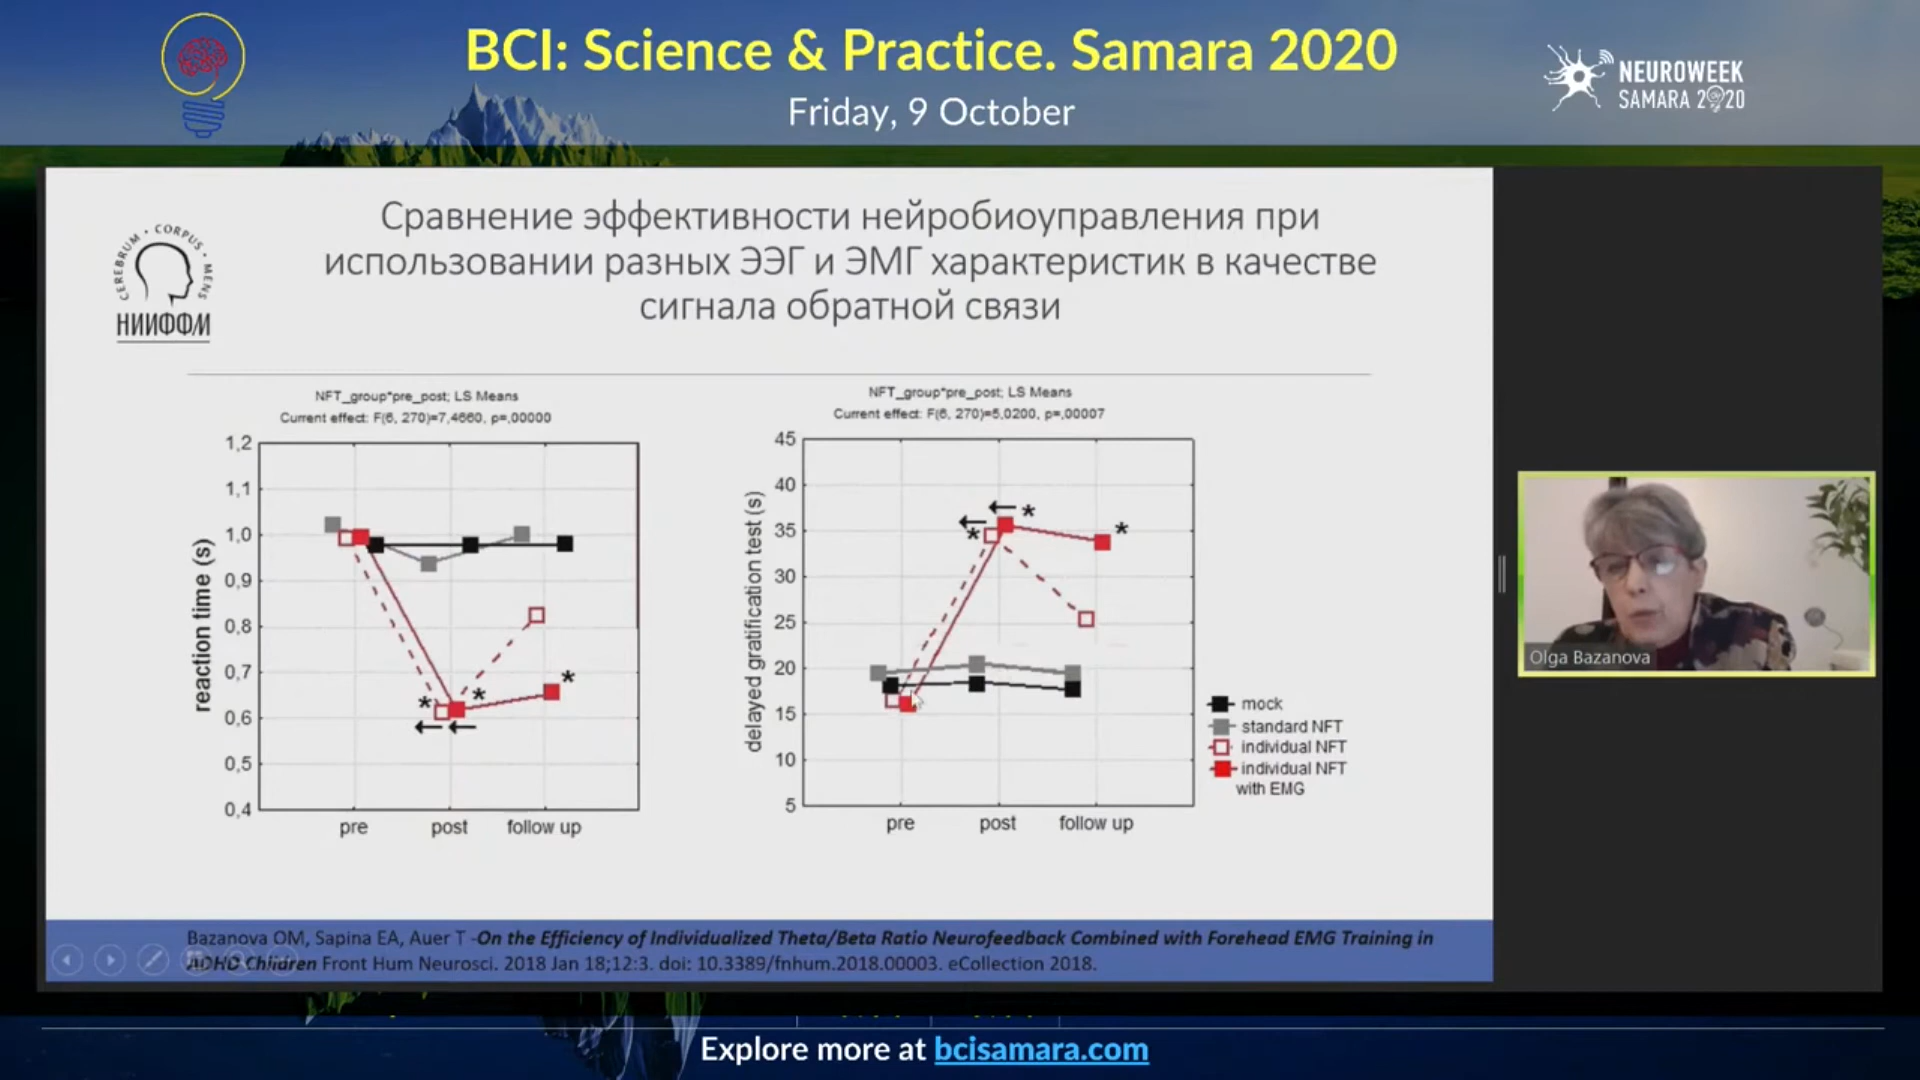 BCI: Science & Practice. Samara 2020
Friday, 9 October
NEUROWEEK
SAMARA 2020
CEREBRUM • CORPUS • MENS
НИИФФМ
Сравнение эффективности нейробиоуправления при
использовании разных ЭЭГ и ЭМГ характеристик в качестве
сигнала обратной связи
NFT_group*pre_post; LS Means
Current effect: F(6, 270)=7,4660, p=,00000
1,2
1,1
1,0
0,9
0,8
0,7
0,6
0,5
0,4
reaction time (s)
* * *
pre post follow up
NFT_group*pre_post; LS Means
Current effect: F(6, 270)=5,0200, p=,00007
45
40
35
30
25
20
15
10
5
delayed gratification test (s)
* * *
pre post follow up
mock
standard NFT
individual NFT
individual NFT
with EMG
Olga Bazanova
Bazanova OM, Sapina EA, Auer T -On the Efficiency of Individualized Theta/Beta Ratio Neurofeedback Combined with Forehead EMG Training in
ADHD Children Front Hum Neurosci. 2018 Jan 18;12:3. doi: 10.3389/fnhum.2018.00003. eCollection 2018.
Explore more at bcisamara.com